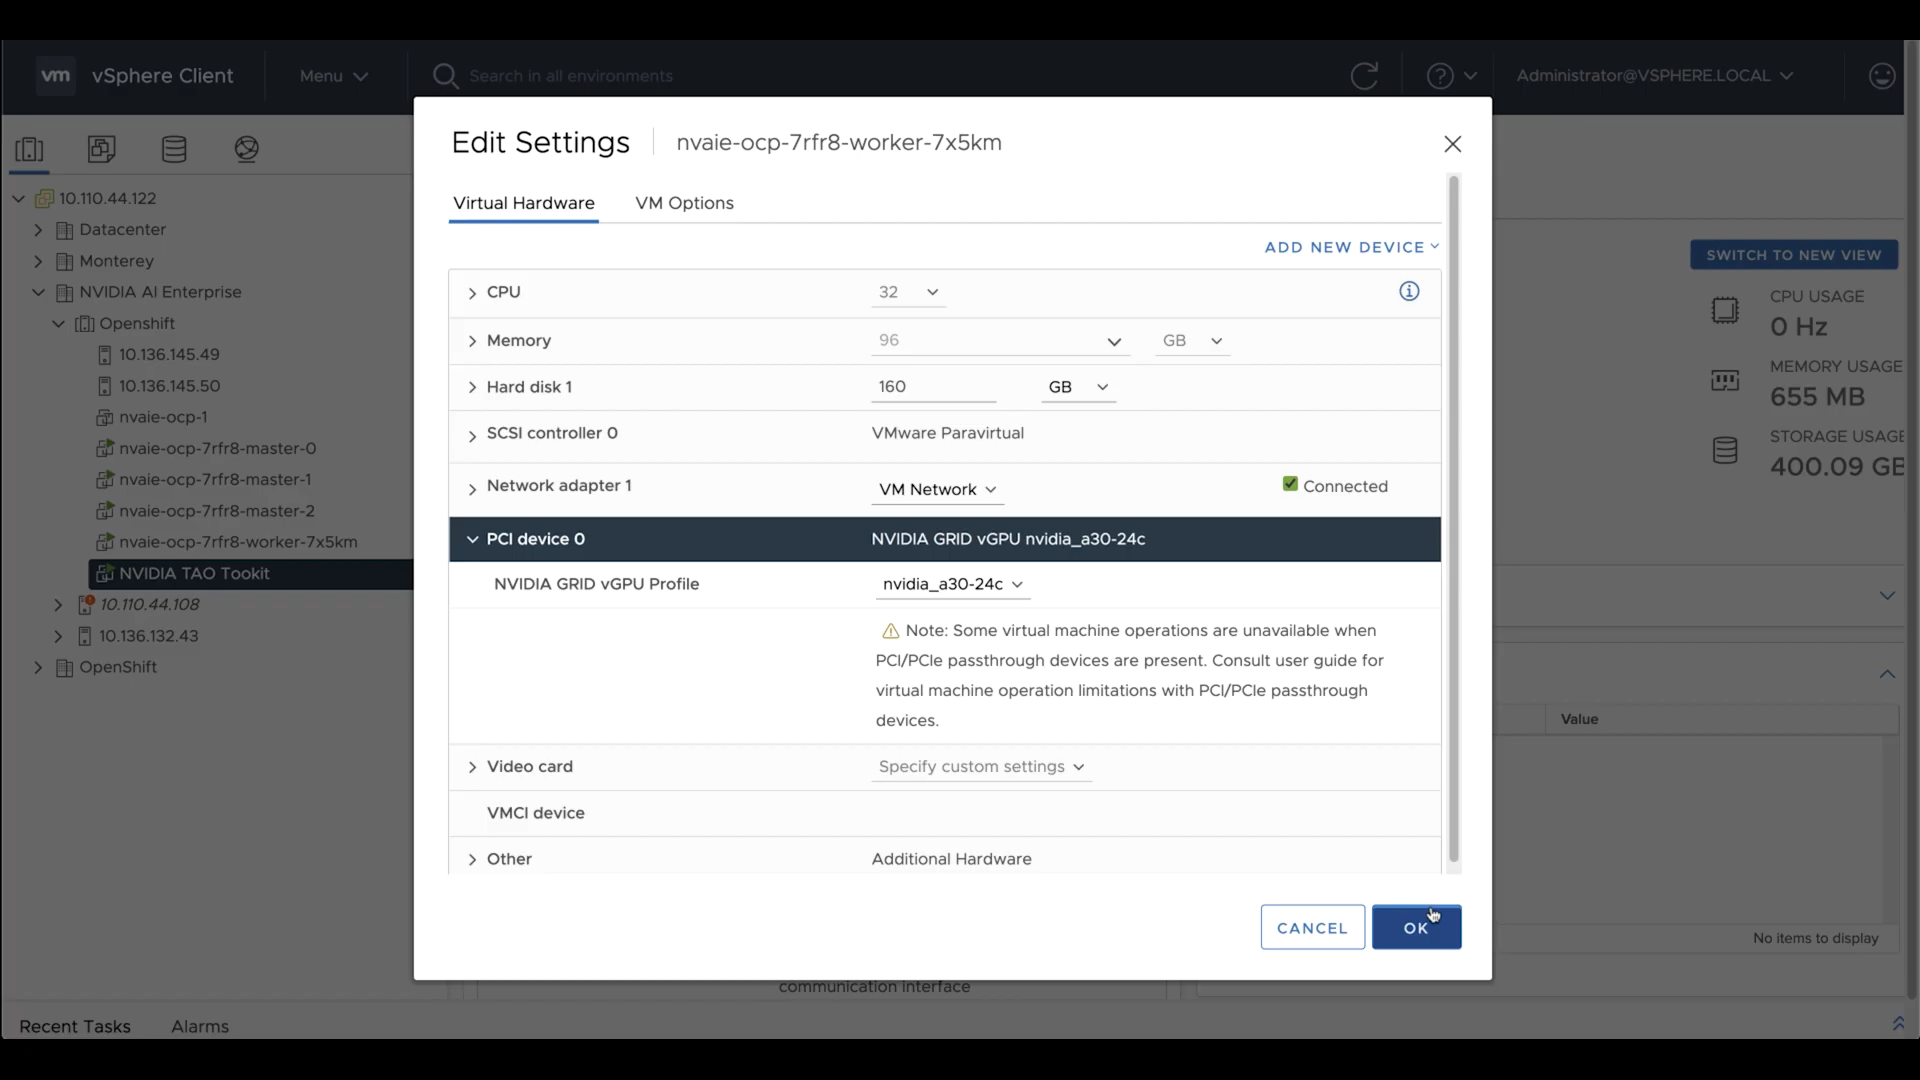 vm vSphere Client Menu Search in all environments Administrator@VSPHERE.LOCAL
Edit Settings nvaie-ocp-7rfr8-worker-7x5km
Virtual Hardware VM Options
ADD NEW DEVICE
CPU 32
Memory 96 GB
Hard disk 1 160 GB
SCSI controller 0 VMware Paravirtual
Network adapter 1 VM Network Connected
PCI device 0 NVIDIA GRID vGPU nvidia_a30-24c
NVIDIA GRID vGPU Profile nvidia_a30-24c
Note: Some virtual machine operations are unavailable when
PCI/PCIe passthrough devices are present. Consult user guide for
virtual machine operation limitations with PCI/PCIe passthrough
devices.
Video card Specify custom settings
VMCI device
Other Additional Hardware
CANCEL OK
10.110.44.122
Datacenter
Monterey
NVIDIA AI Enterprise
Openshift
10.136.145.49
10.136.145.50
nvaie-ocp-1
nvaie-ocp-7rfr8-master-0
nvaie-ocp-7rfr8-master-1
nvaie-ocp-7rfr8-master-2
nvaie-ocp-7rfr8-worker-7x5km
NVIDIA TAO Tookit
10.110.44.108
10.136.132.43
OpenShift
SWITCH TO NEW VIEW
CPU USAGE
0 Hz
MEMORY USAGE
655 MB
STORAGE USAGE
400.09 GB
Value
No items to display
communication interface
Recent Tasks Alarms